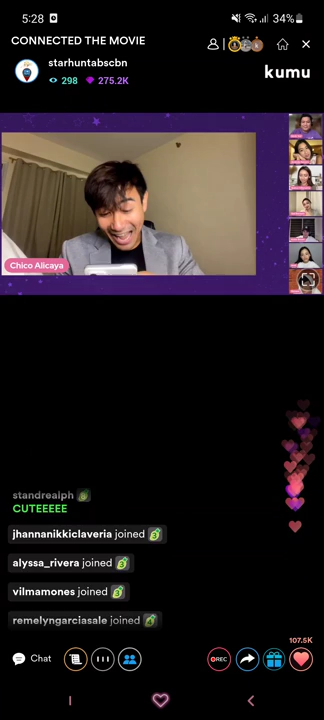 5:28
34%
CONNECTED THE MOVIE
starhuntabscbn
298
275.2K
kumu
Chico Alicaya
standrealph
CUTEEEEE
jhannanikkiclaveria joined
alyssa_rivera joined
vilmamones joined
remelyngarciasale joined
107.5K
Chat
REC